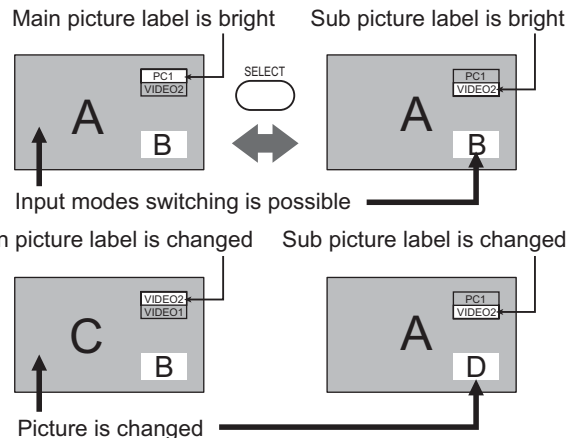 Main picture label is bright
Sub picture label is bright
PC1
VIDEO2
A
B
SELECT
PC1
VIDEO2
A
B
Input modes switching is possible
n picture label is changed
Sub picture label is changed
VIDEO2
VIDEO1
C
B
PC1
VIDEO2
A
D
Picture is changed